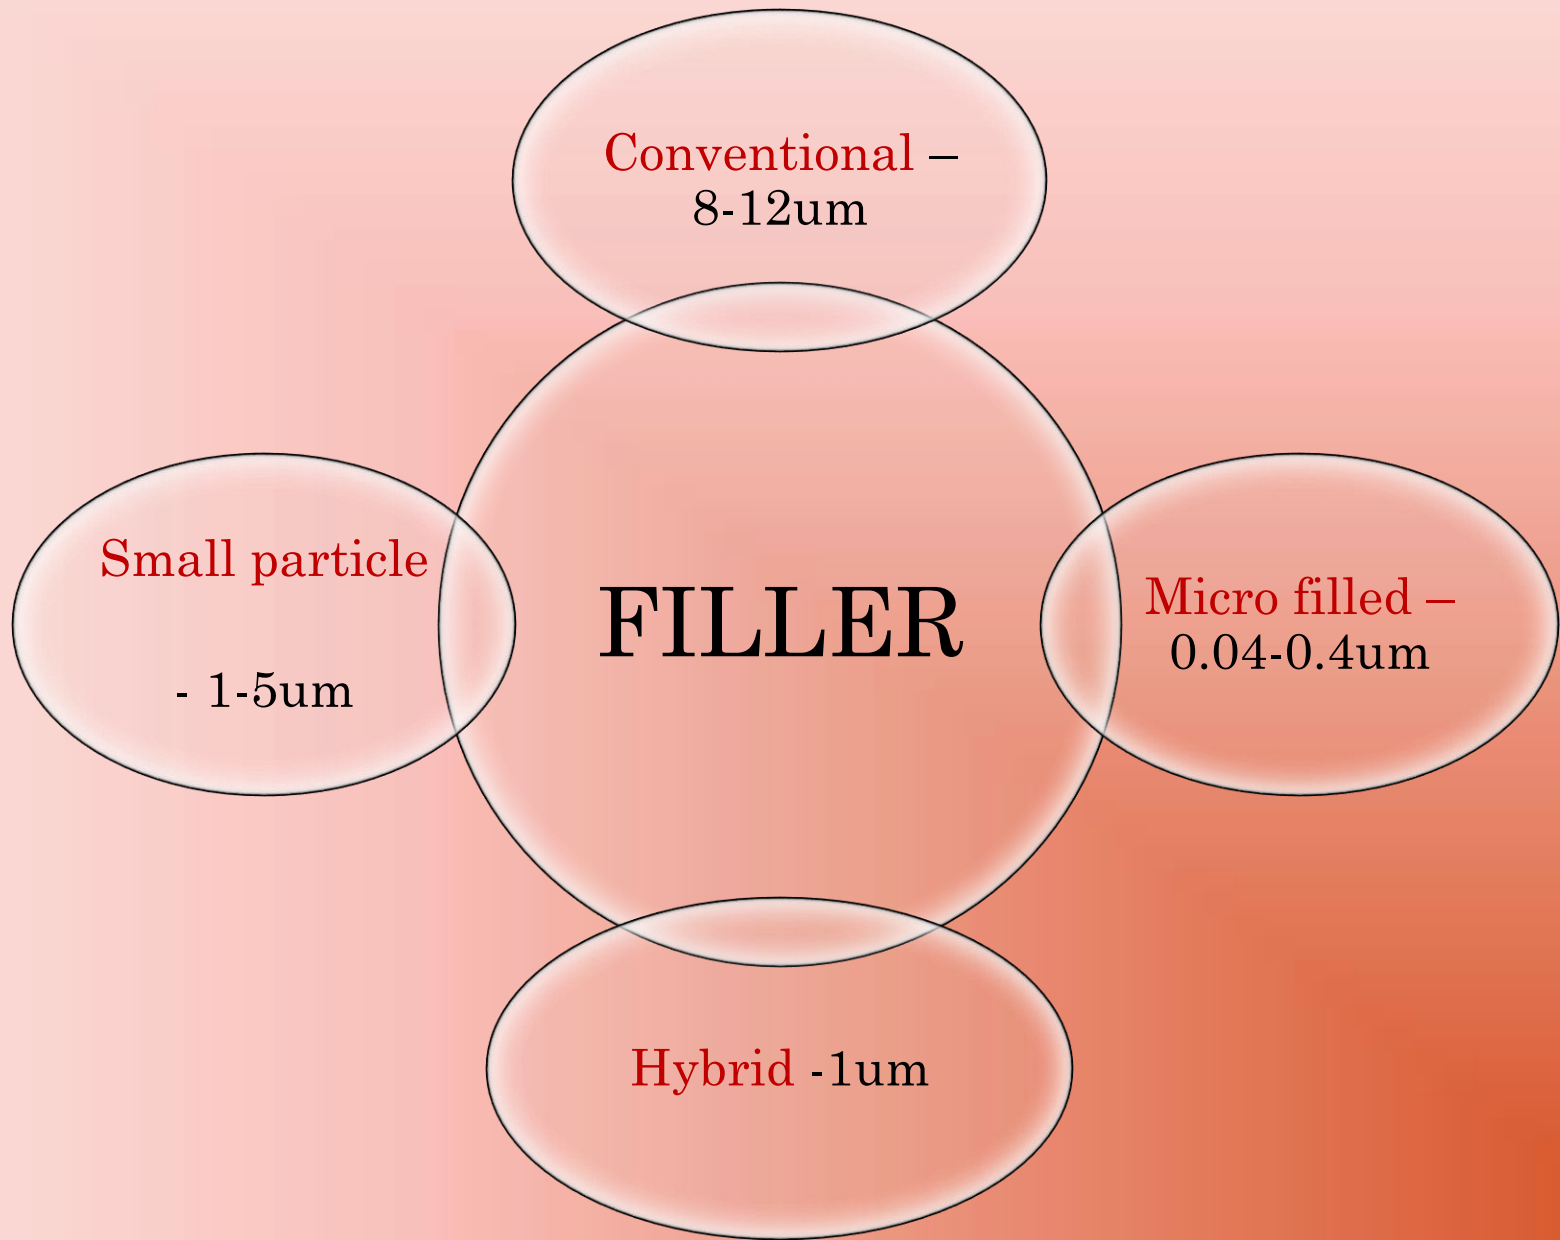 Conventional –
8-12um
Small particle
- 1-5um
FILLER
Micro filled –
0.04-0.4um
Hybrid -1um